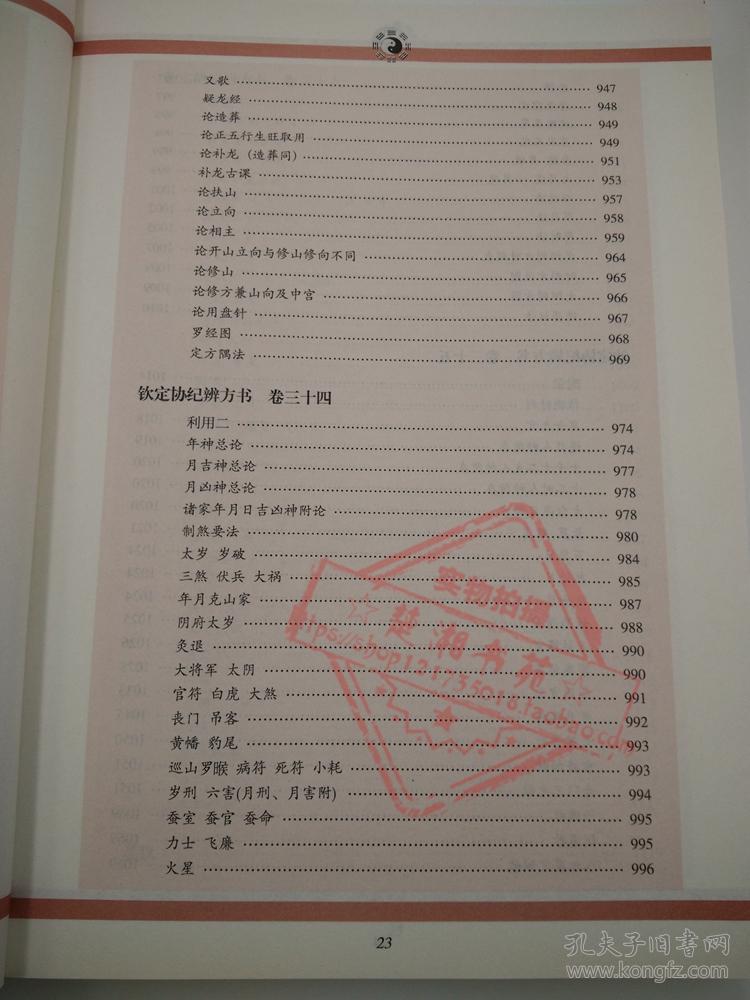 又歌 947
疑龙经 948
论造葬 949
论正五行生旺取用 949
论补龙（造葬同） 951
补龙古课 953
论扶山 957
论立向 958
论相主 959
论开山立向与修山修向不同 964
论修山 965
论修方兼山向及中宫 966
论用盘针 967
罗经图 968
定方隅法 969
钦定协纪辨方书 卷三十四
利用二 974
年神总论 974
月吉神总论 977
月凶神总论 978
诸家年月日吉凶神附论 978
制煞要法 980
太岁 岁破 984
三煞 伏兵 大祸 985
年月克山家 987
阴府太岁 988
灸退 990
大将军 太阴 990
官符 白虎 大煞 991
丧门 吊客 992
黄幡 豹尾 993
巡山罗睺 病符 死符 小耗 993
岁刑 六害(月刑、月害附) 994
蚕室 蚕官 蚕命 995
力士 飞廉 995
火星 996
实物拍摄
楚湘书苑
23
孔夫子旧书网
www.kongfz.com